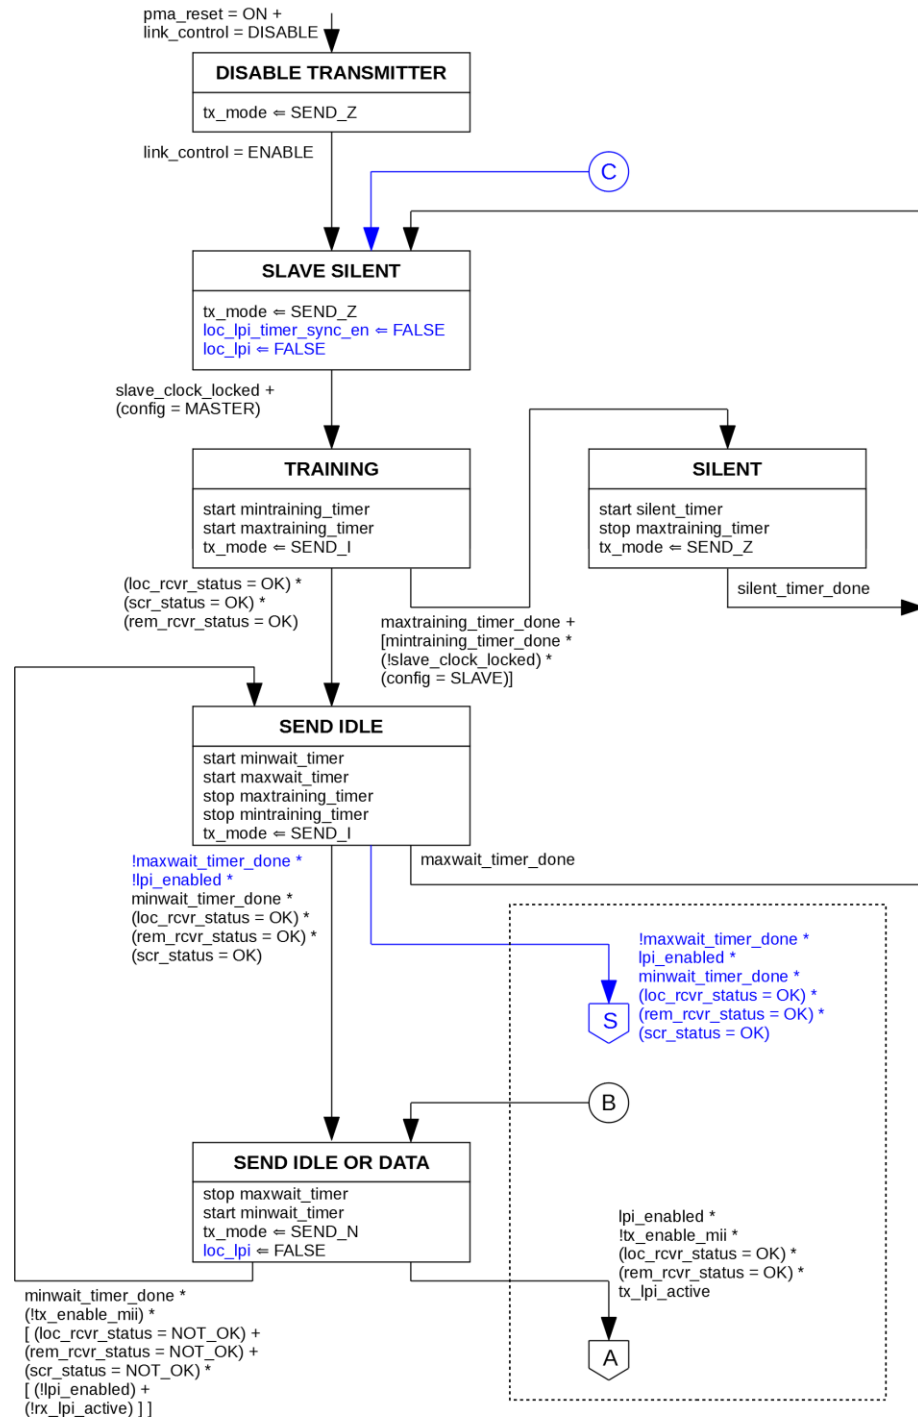 pma_reset = ON +
link_control = DISABLE
DISABLE TRANSMITTER
tx_mode ⇐ SEND_Z
link_control = ENABLE
C
SLAVE SILENT
tx_mode ⇐ SEND_Z
loc_lpi_timer_sync_en ⇐ FALSE
loc_lpi ⇐ FALSE
slave_clock_locked +
(config = MASTER)
TRAINING
start mintraining_timer
start maxtraining_timer
tx_mode ⇐ SEND_I
SILENT
start silent_timer
stop maxtraining_timer
tx_mode ⇐ SEND_Z
silent_timer_done
(loc_rcvr_status = OK) *
(scr_status = OK) *
(rem_rcvr_status = OK)
maxtraining_timer_done +
[mintraining_timer_done *
(!slave_clock_locked) *
(config = SLAVE)]
SEND IDLE
start minwait_timer
start maxwait_timer
stop maxtraining_timer
stop mintraining_timer
tx_mode ⇐ SEND_I
!maxwait_timer_done *
!lpi_enabled *
minwait_timer_done *
(loc_rcvr_status = OK) *
(rem_rcvr_status = OK) *
(scr_status = OK)
maxwait_timer_done
!maxwait_timer_done *
lpi_enabled *
minwait_timer_done *
(loc_rcvr_status = OK) *
(rem_rcvr_status = OK) *
(scr_status = OK)
S
B
SEND IDLE OR DATA
stop maxwait_timer
start minwait_timer
tx_mode ⇐ SEND_N
loc_lpi ⇐ FALSE
lpi_enabled *
!tx_enable_mii *
(loc_rcvr_status = OK) *
(rem_rcvr_status = OK) *
tx_lpi_active
A
minwait_timer_done *
(!tx_enable_mii) *
[ (loc_rcvr_status = NOT_OK) +
(rem_rcvr_status = NOT_OK) +
(scr_status = NOT_OK) *
[ (!lpi_enabled) +
(!rx_lpi_active) ] ]